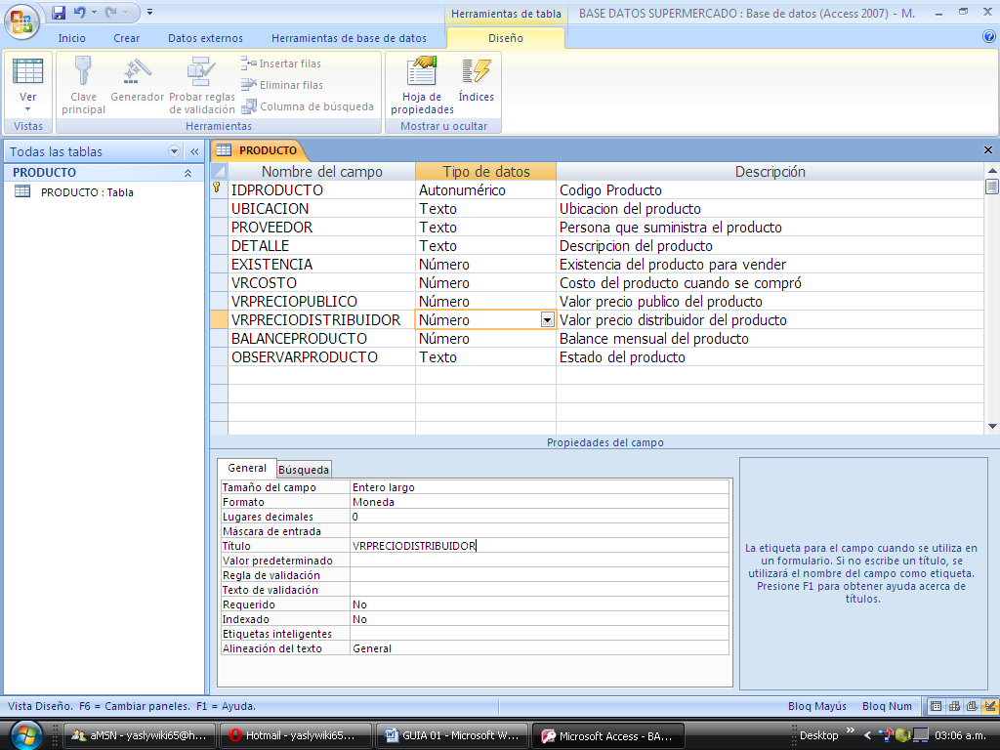 Herramientas de tabla
BASE DATOS SUPERMERCADO : Base de datos (Access 2007) - M.
Inicio
Crear
Datos externos
Herramientas de base de datos
Diseño
Ver
Clave principal
Generador
Probar reglas de validación
Insertar filas
Eliminar filas
Columna de búsqueda
Hoja de propiedades
Índices
Vistas
Herramientas
Mostrar u ocultar
Todas las tablas
PRODUCTO
PRODUCTO : Tabla
PRODUCTO
Nombre del campo Tipo de datos Descripción
IDPRODUCTO Autonumérico Codigo Producto
UBICACION Texto Ubicacion del producto
PROVEEDOR Texto Persona que suministra el producto
DETALLE Texto Descripcion del producto
EXISTENCIA Número Existencia del producto para vender
VRCOSTO Número Costo del producto cuando se compró
VRPRECIOPUBLICO Número Valor precio publico del producto
VRPRECIODISTRIBUIDOR Número Valor precio distribuidor del producto
BALANCEPRODUCTO Número Balance mensual del producto
OBSERVARPRODUCTO Texto Estado del producto
Propiedades del campo
General Búsqueda
Tamaño del campo Entero largo
Formato Moneda
Lugares decimales 0
Máscara de entrada
Título VRPRECIODISTRIBUIDOR
Valor predeterminado
Regla de validación
Texto de validación
Requerido No
Indexado No
Etiquetas inteligentes
Alineación del texto General
La etiqueta para el campo cuando se utiliza en
un formulario. Si no escribe un título, se
utilizará el nombre del campo como etiqueta.
Presione F1 para obtener ayuda acerca de
títulos.
Vista Diseño. F6 = Cambiar paneles. F1 = Ayuda.
Bloq Mayús Bloq Num
aMSN - yaslywiki65@h...
Hotmail - yaslywiki65...
GUIA 01 - Microsoft W...
Microsoft Access - BA...
Desktop
03:06 a.m.